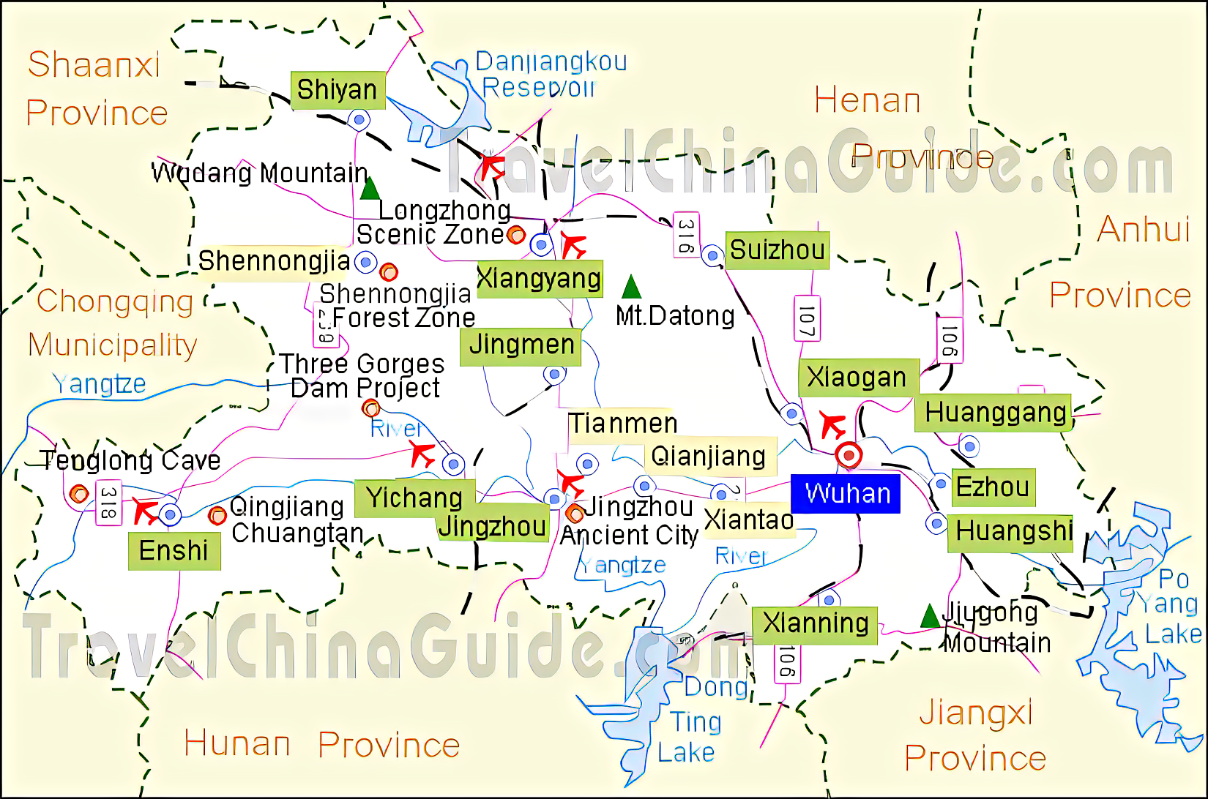 Shaanxi
Province
Shiyan
Danjiangkou
Reservoir
Henan
Province
TravelChinaGuide.com
Wudang Mountain
Longzhong
Scenic Zone
316
Suizhou
Anhui
Province
Shennongjia
Xiangyang
Shennongjia
Forest Zone
Mt.Datong
107
106
Chongqing
Municipality
Yangtze
Jingmen
Three Gorges
Dam Project
River
Xiaogan
Huanggang
Tianmen
Qianjiang
Tenglong Cave
318
Yichang
Jingzhou
Jingzhou
Ancient City
Xiantao
Wuhan
Ezhou
Huangshi
Qingjiang
Chuangtan
Enshi
Yangtze
River
Po
Yang
Lake
TravelChinaGuide.com
Xianning
106
Jiugong
Mountain
Dong
Ting
Lake
Hunan Province
Jiangxi
Province